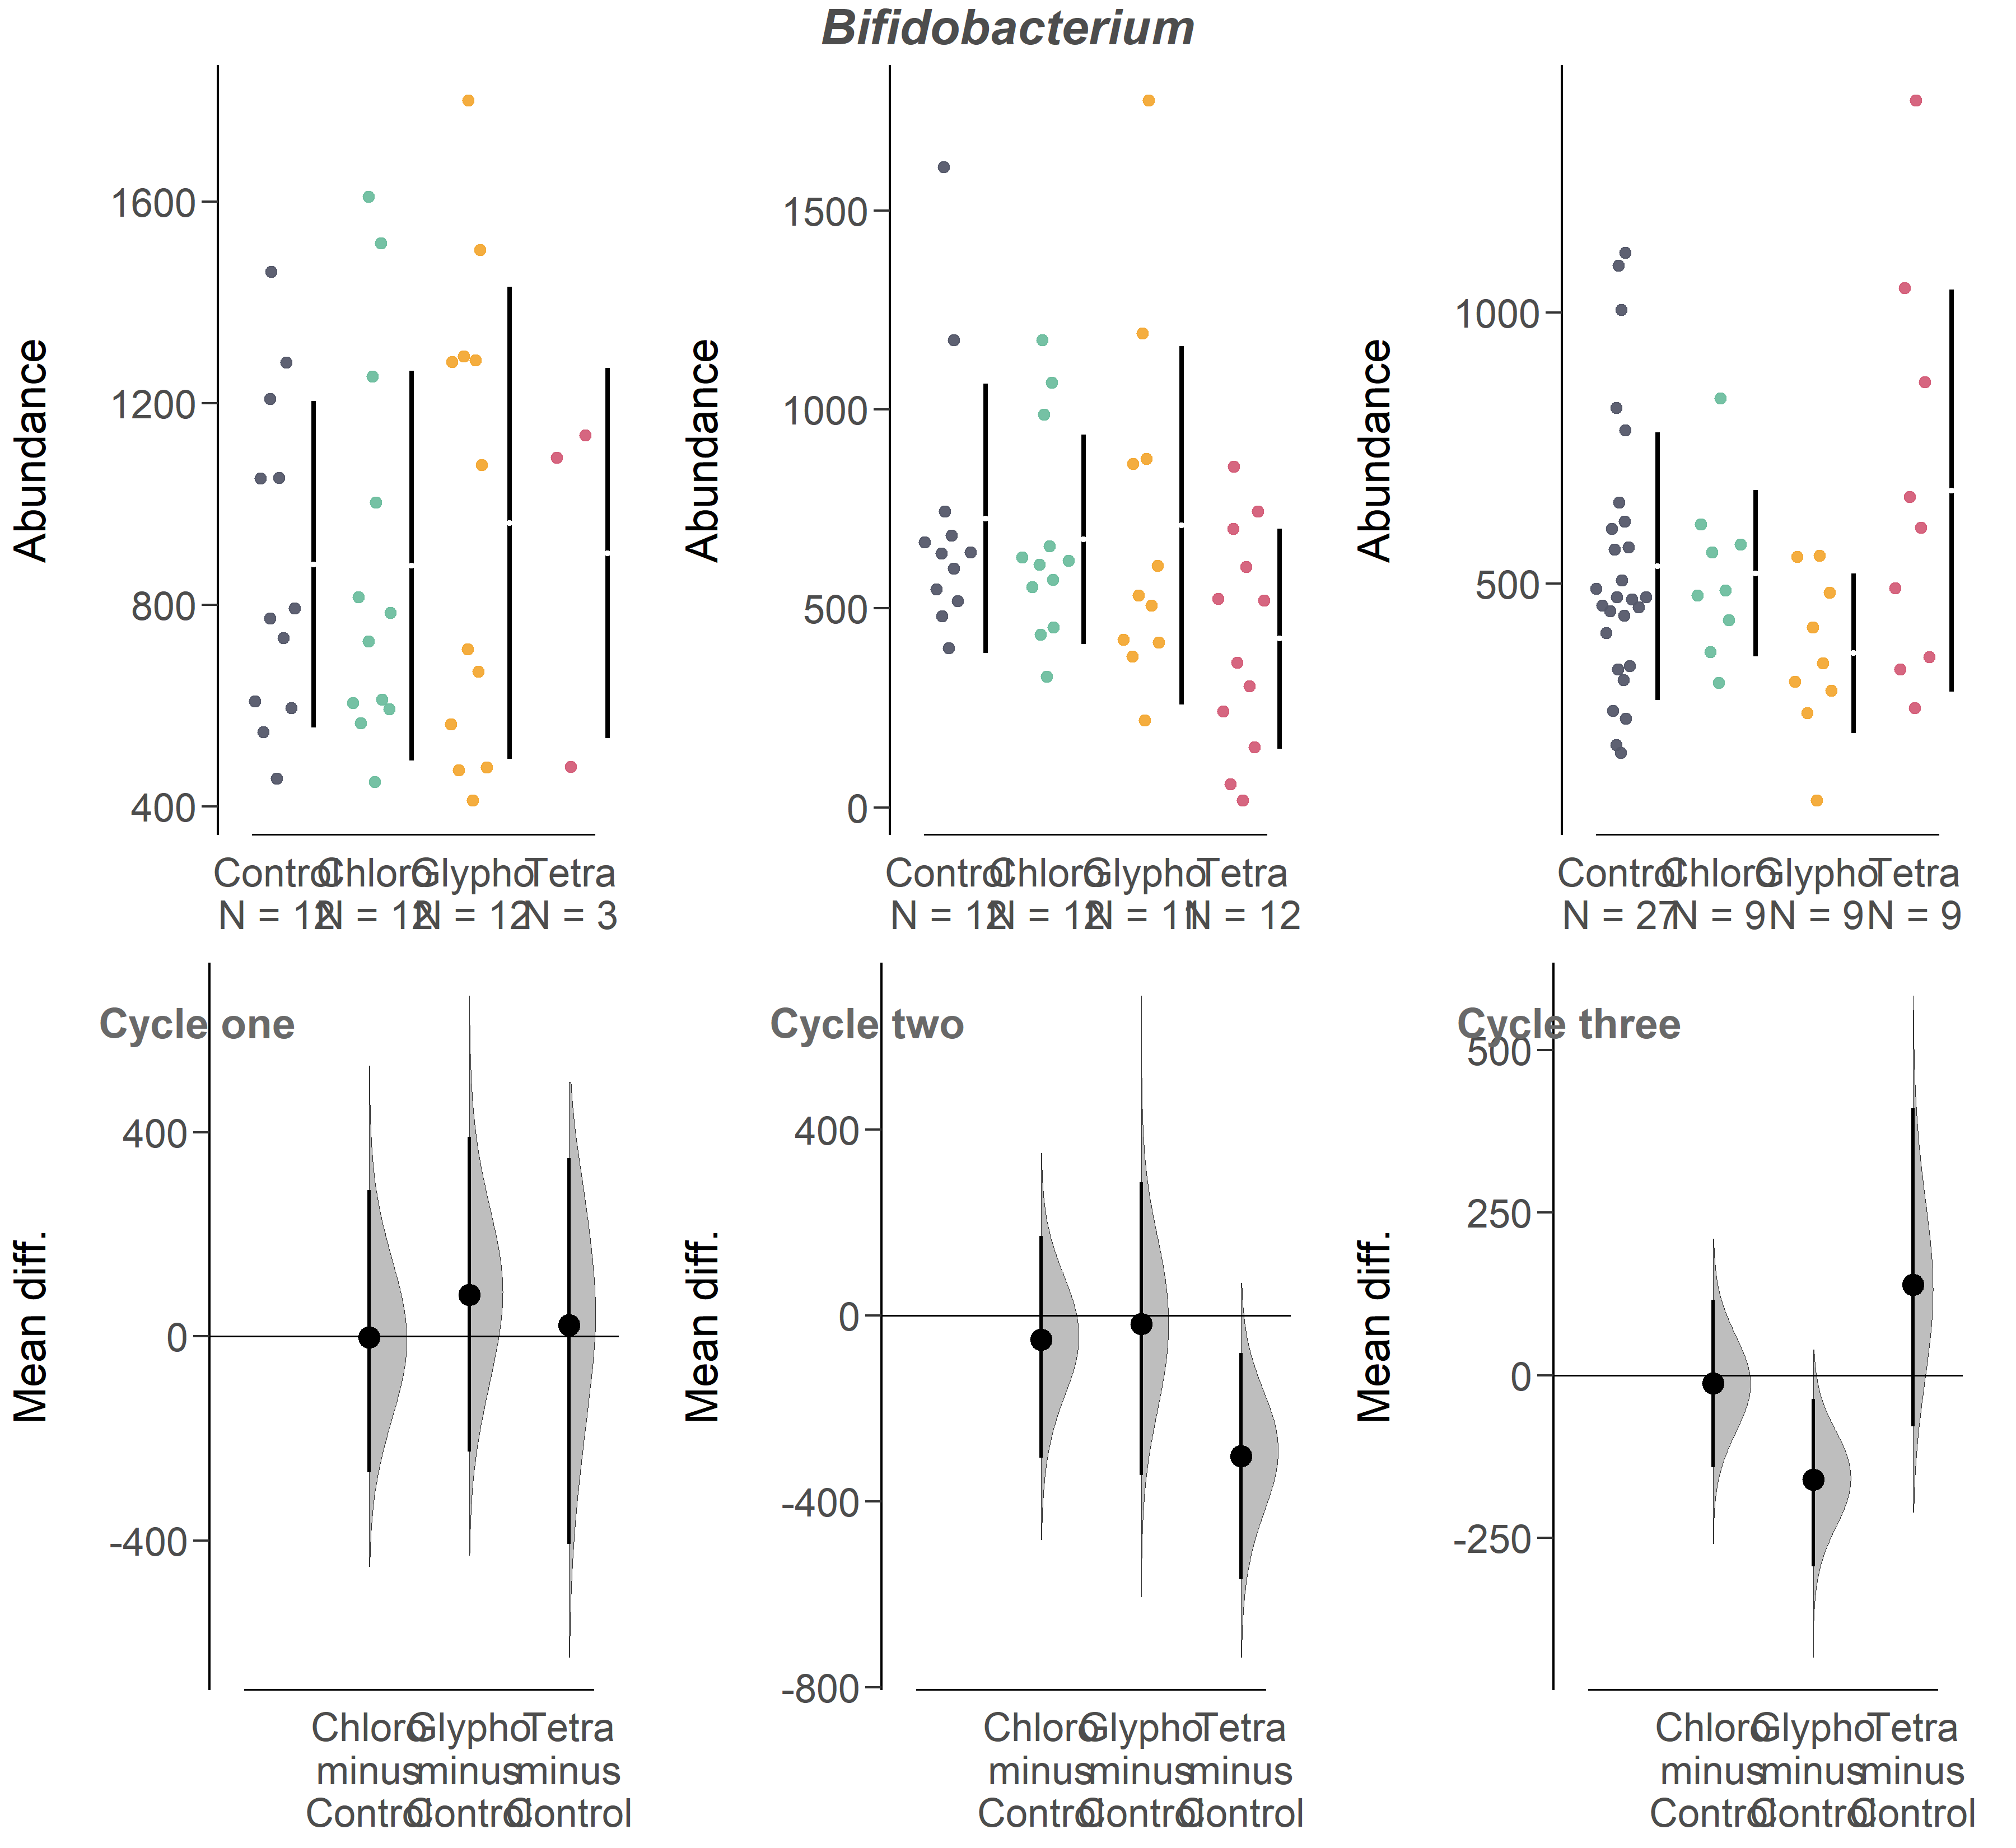 Bifidobacterium
Abundance
1600
1200
800
400
Control Chloro Glypho Tetra
N = 12 N = 12 N = 12 N = 3
Abundance
1500
1000
500
0
Control Chloro Glypho Tetra
N = 12 N = 12 N = 11 N = 12
Abundance
1000
500
Control Chloro Glypho Tetra
N = 27 N = 9 N = 9 N = 9
Cycle one
Mean diff.
400
0
-400
Chloro Glypho Tetra
minus minus minus
Control Control Control
Cycle two
Mean diff.
400
0
-400
-800
Chloro Glypho Tetra
minus minus minus
Control Control Control
Cycle three
Mean diff.
500
250
0
-250
Chloro Glypho Tetra
minus minus minus
Control Control Control